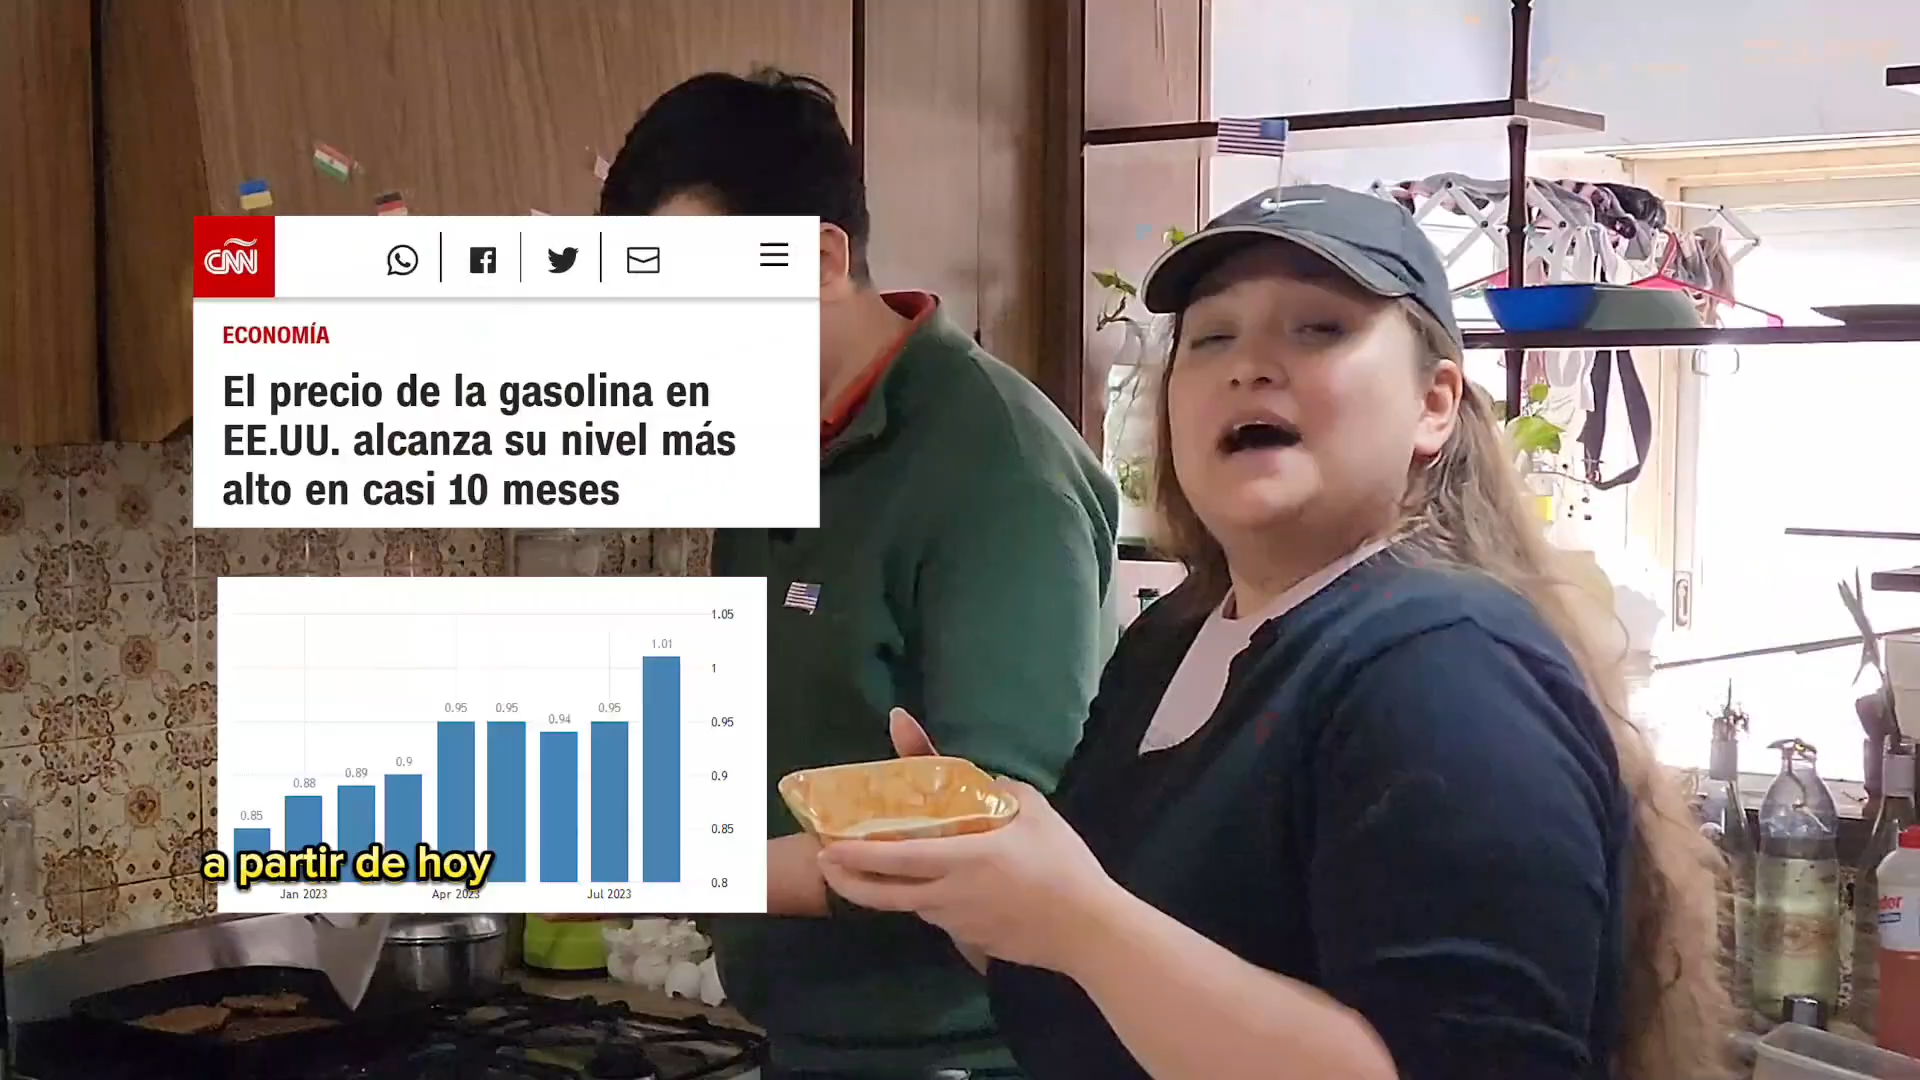 CNN
ECONOMÍA
El precio de la gasolina en
EE.UU. alcanza su nivel más
alto en casi 10 meses
1.05
1.01
1
0.95
0.95
0.94
0.95
0.95
0.9
0.9
0.89
0.88
0.85
0.85
a partir de hoy
0.8
Jan 2023
Apr 2023
Jul 2023